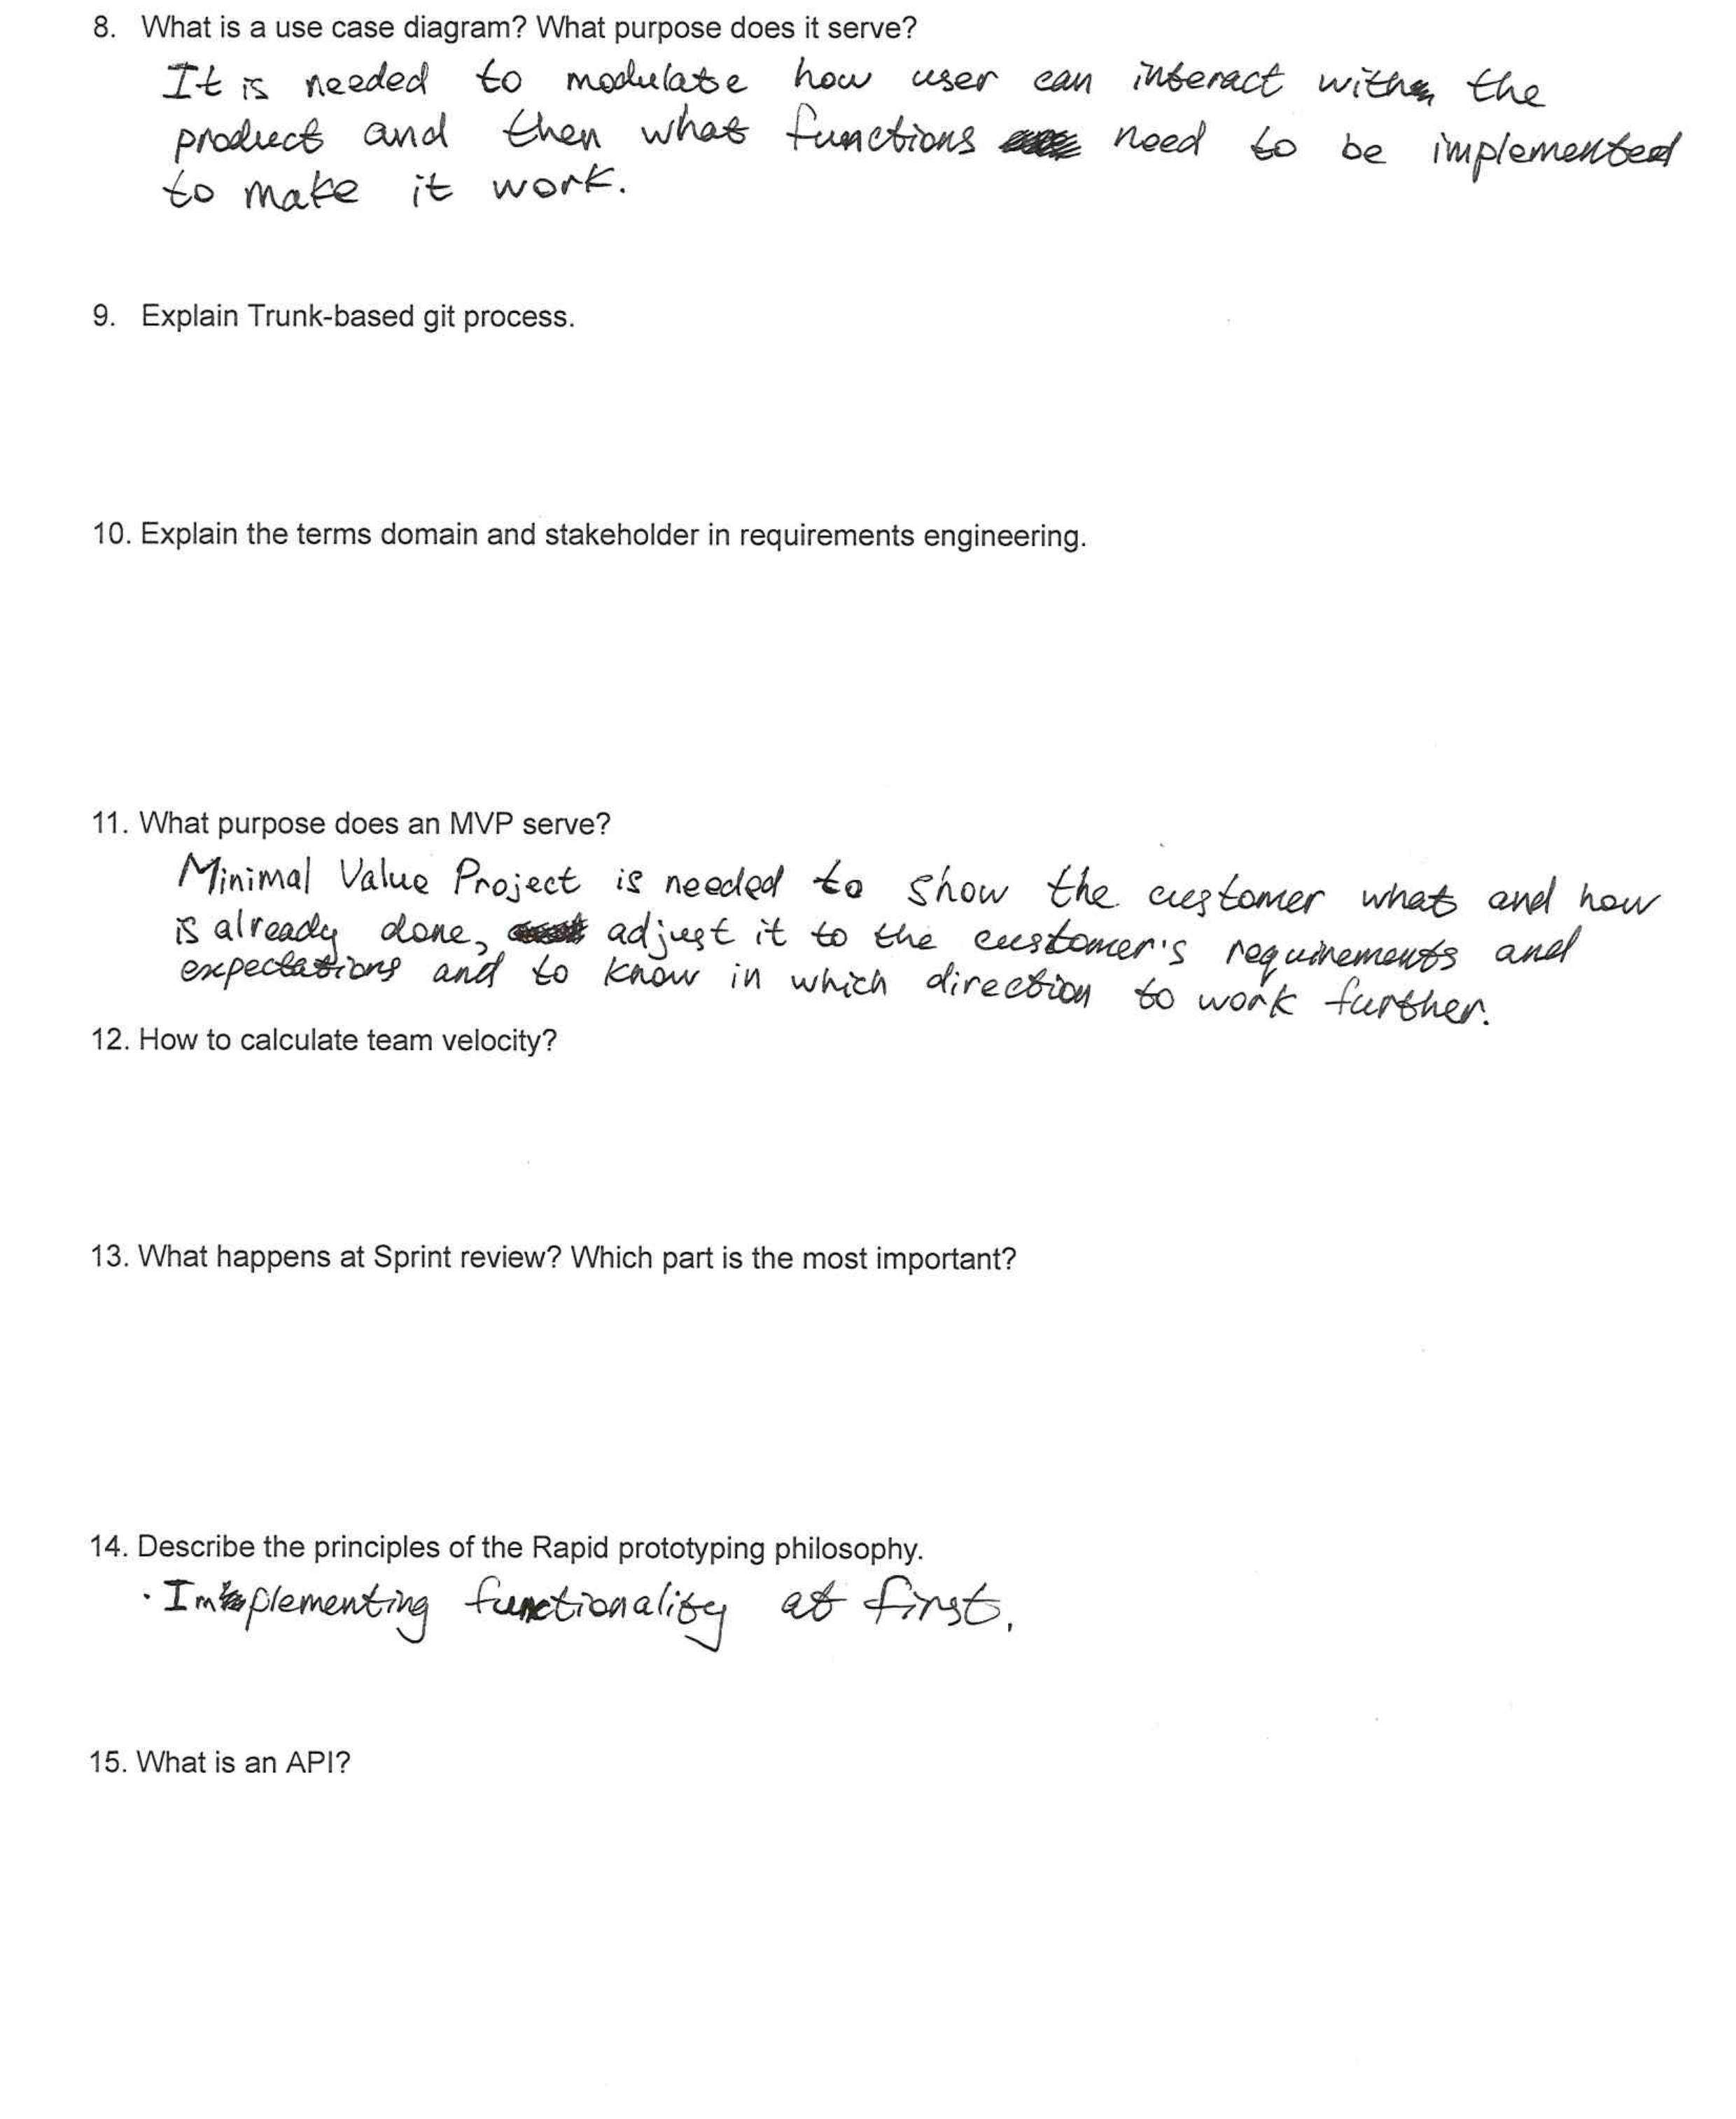 8. What is a use case diagram? What purpose does it serve?
It is needed to modulate how user can interact with the
product and then what functions need to be implemented
to make it work.
9. Explain Trunk-based git process.
10. Explain the terms domain and stakeholder in requirements engineering.
11. What purpose does an MVP serve?
Minimal Value Project is needed to show the customer what and how
is already done, adjust it to the customer's requirements and
expectations and to know in which direction to work further.
12. How to calculate team velocity?
13. What happens at Sprint review? Which part is the most important?
14. Describe the principles of the Rapid prototyping philosophy.
· Implementing functionality at first.
15. What is an API?